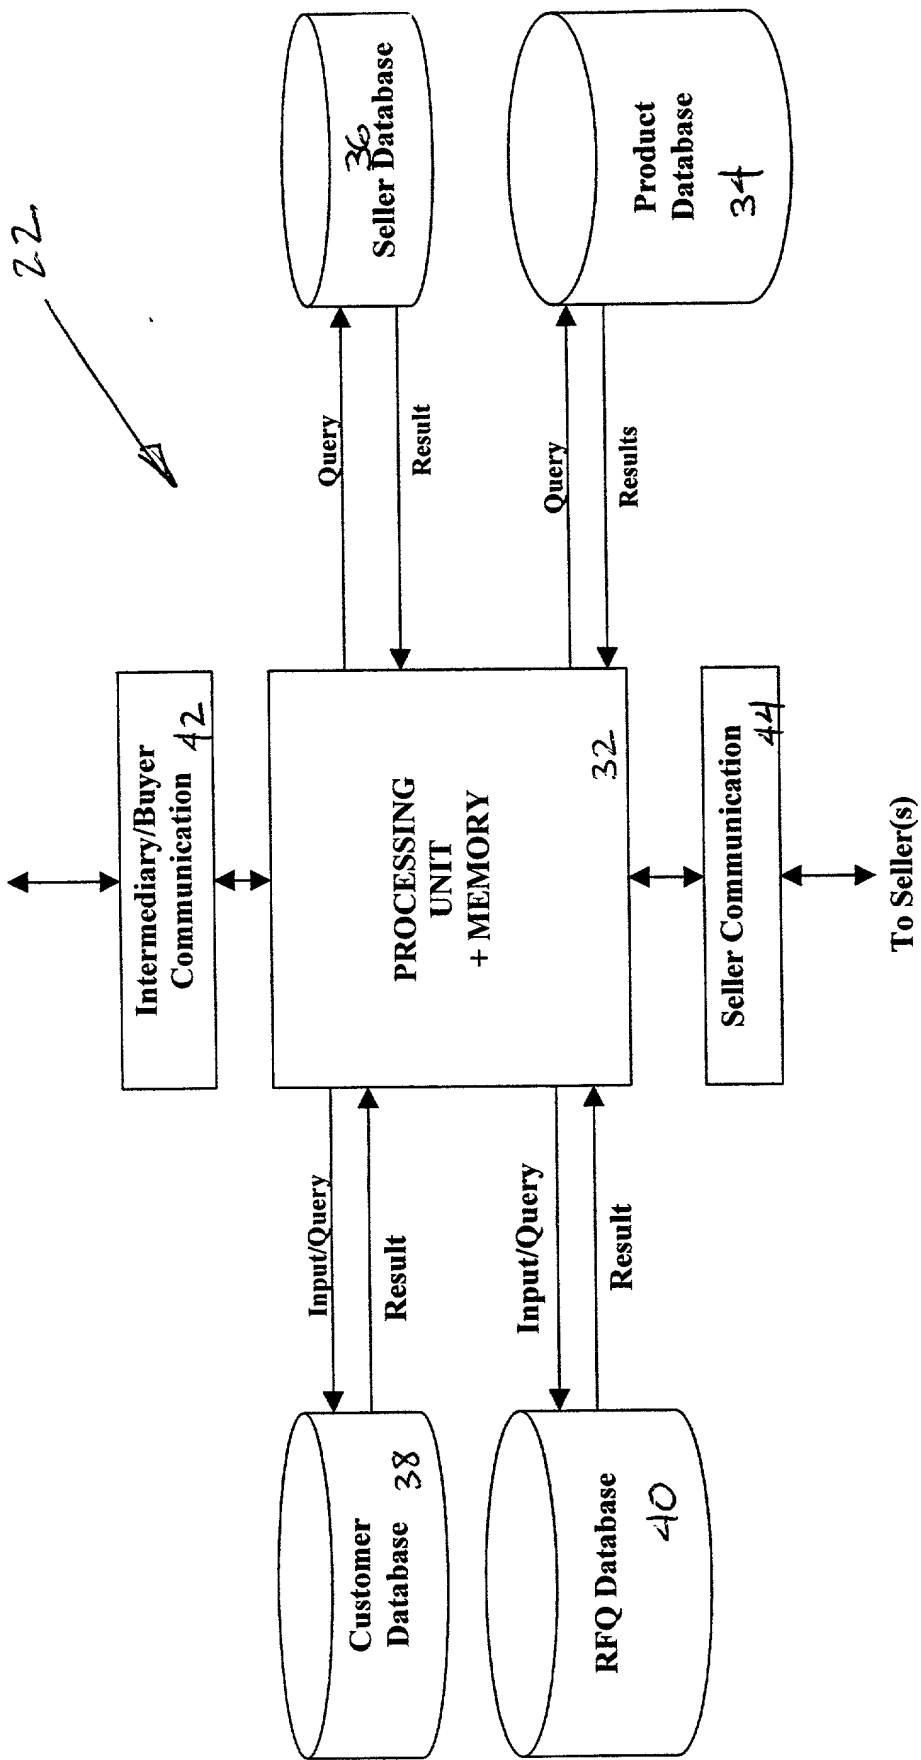 22
Intermediary/Buyer
Communication
42
Customer
Database
38
Input/Query
Result
PROCESSING
UNIT
+ MEMORY
32
Query
Result
Seller Database
36
RFQ Database
40
Input/Query
Result
Query
Results
Product
Database
34
Seller Communication
44
To Seller(s)